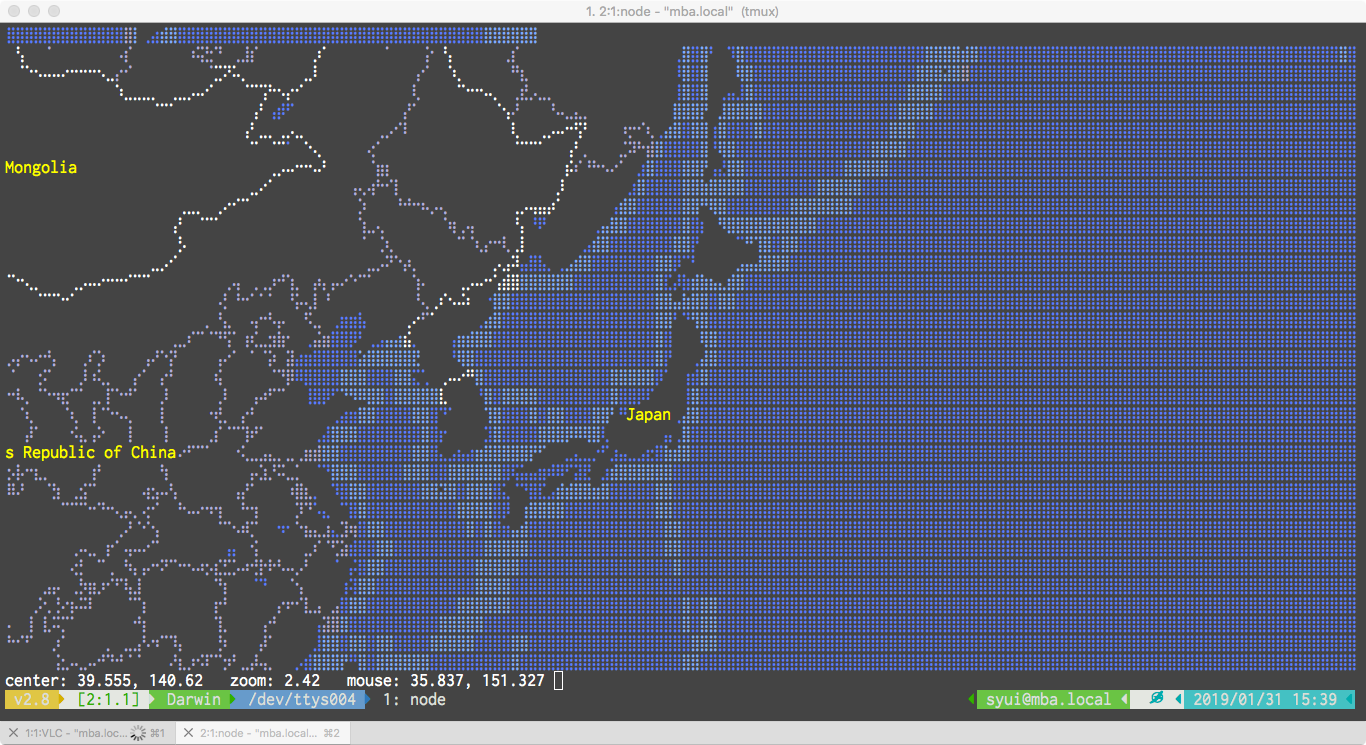 1. 2:1:node - "mba.local" (tmux)
Mongolia
Japan
s Republic of China
center: 39.555, 140.62 zoom: 2.42 mouse: 35.837, 151.327
v2.8 [2:1.1] Darwin /dev/ttys004 1: node syui@mba.local 2019/01/31 15:39
1:1:VLC - "mba.loc... ⌘1 2:1:node - "mba.local"... ⌘2